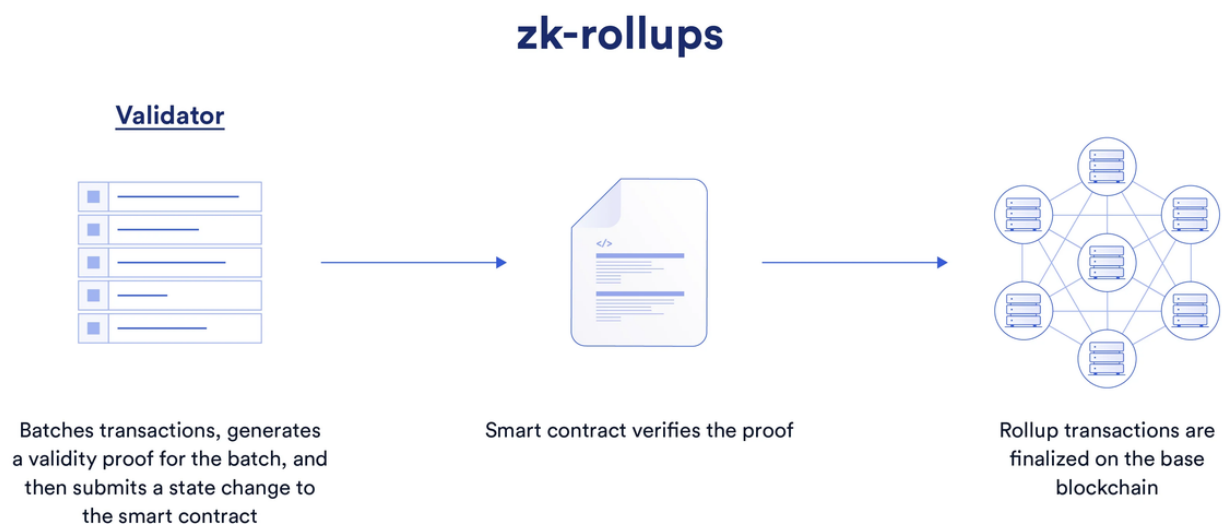 zk-rollups
Validator
Batches transactions, generates
a validity proof for the batch, and
then submits a state change to
the smart contract
</>
Smart contract verifies the proof
Rollup transactions are
finalized on the base
blockchain